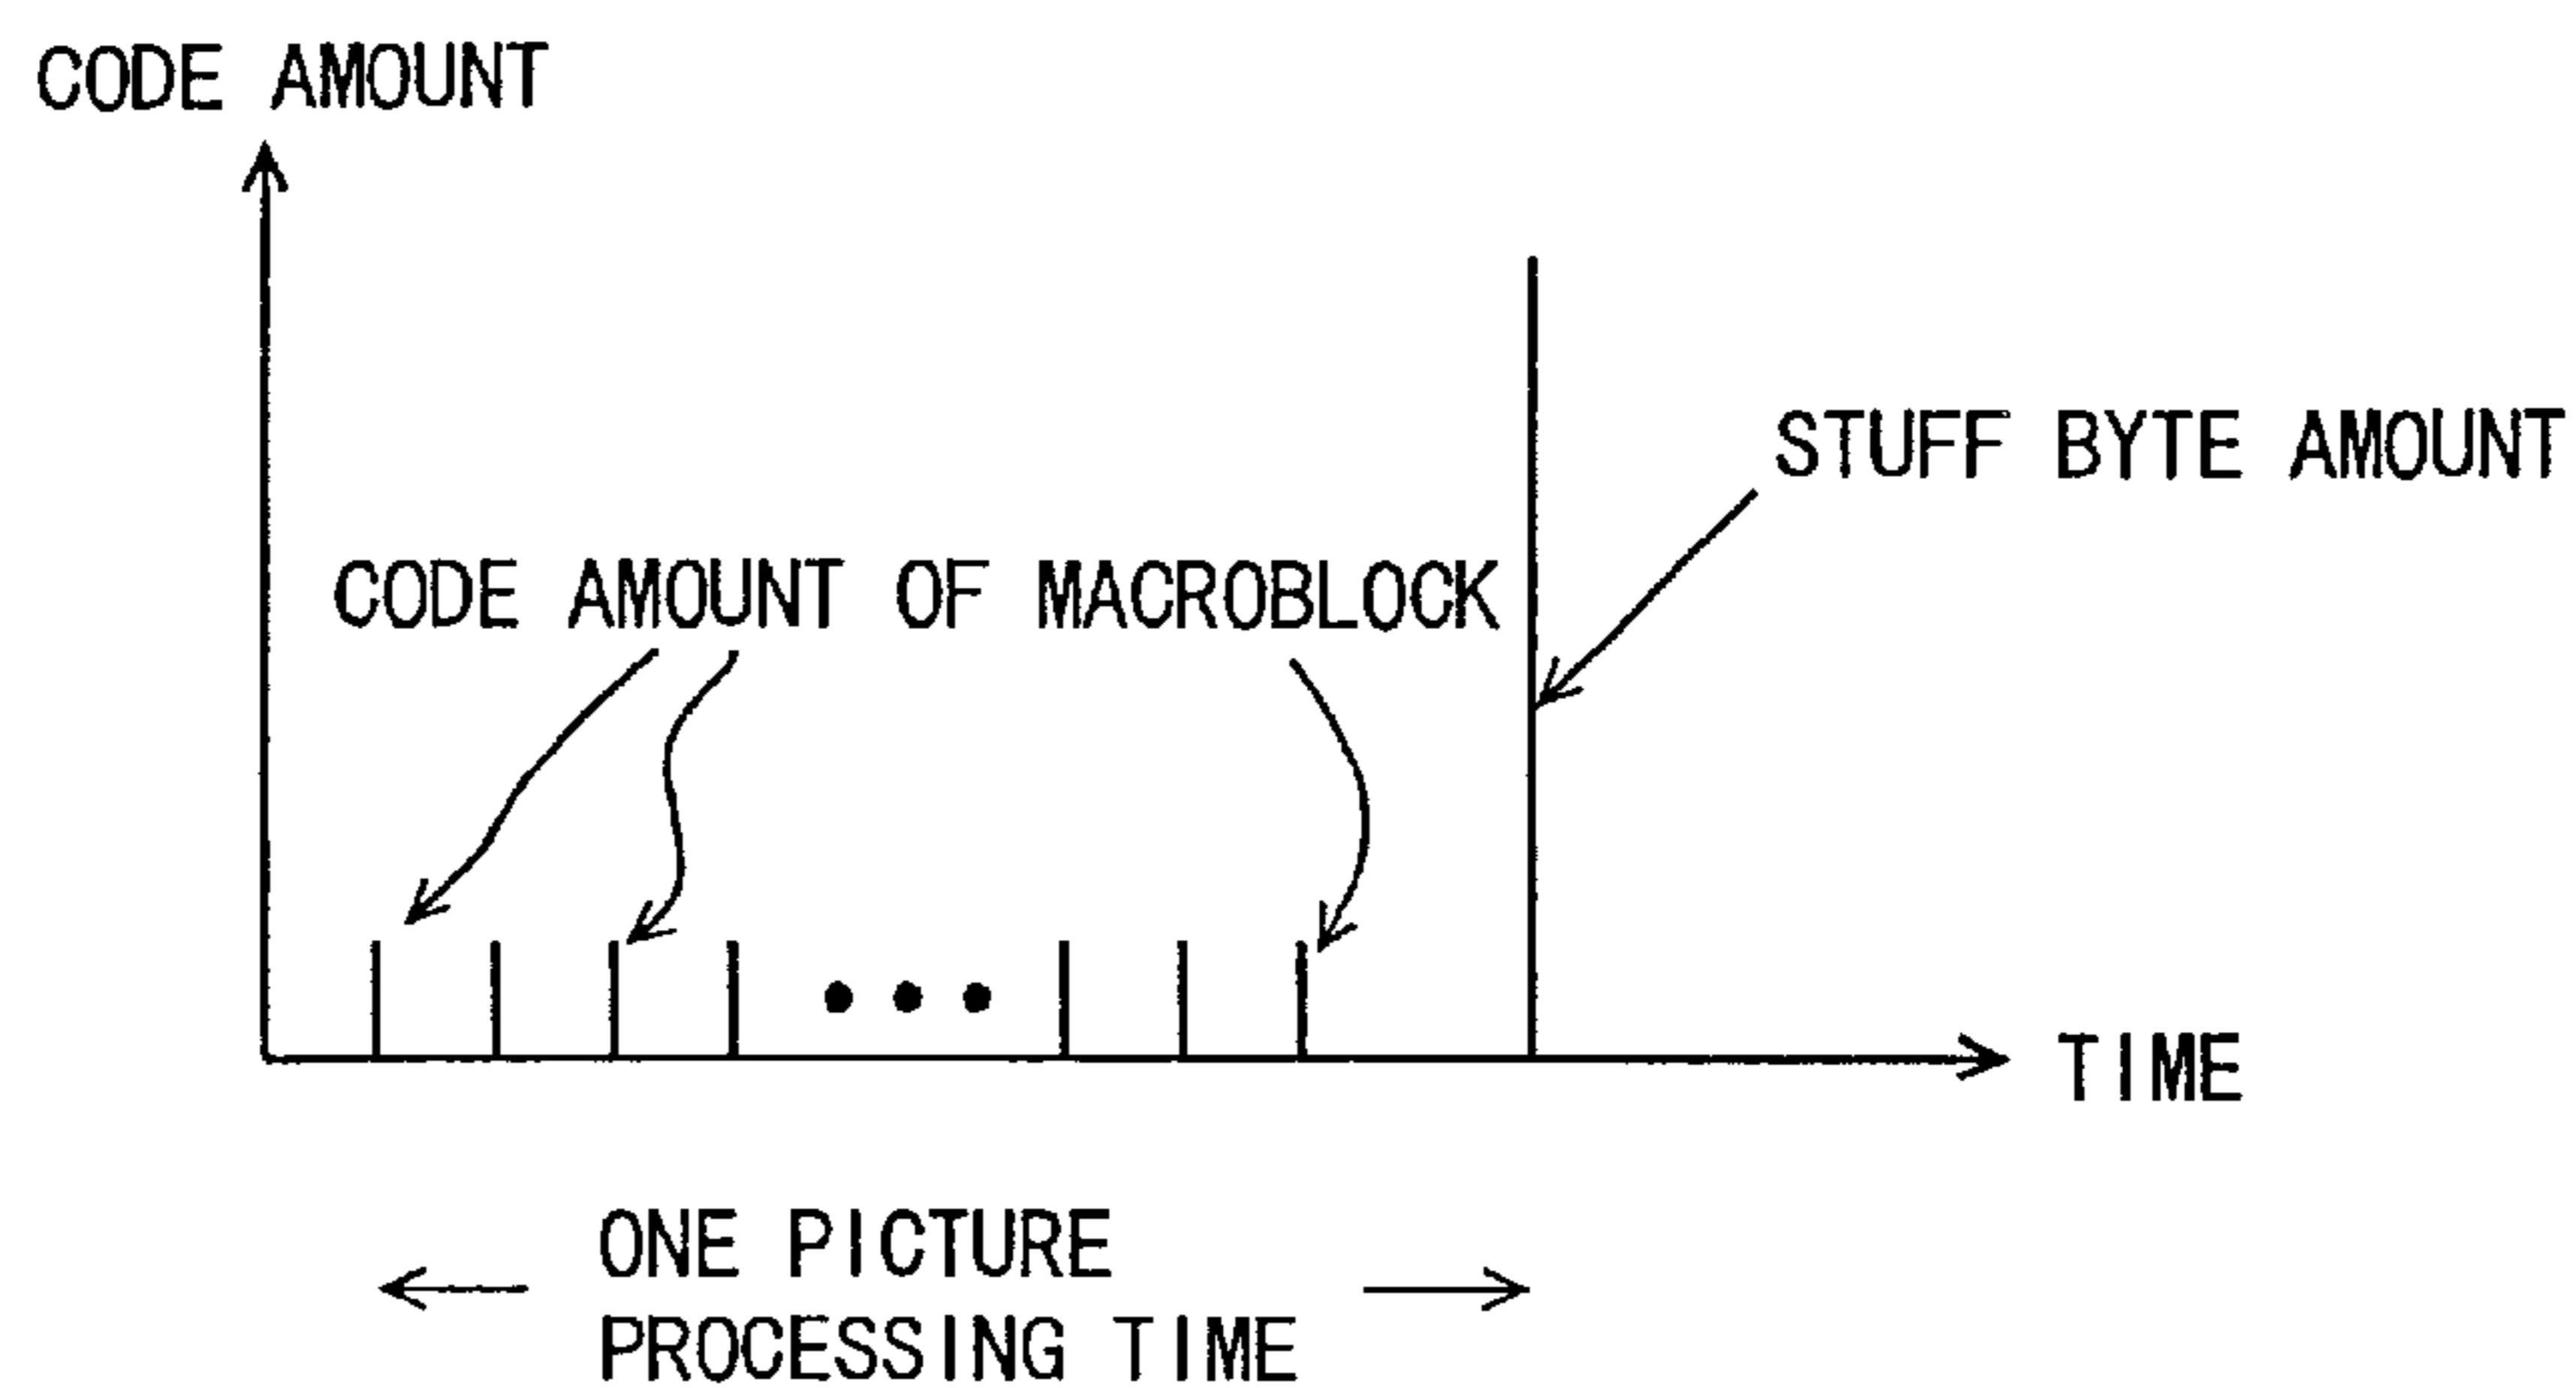 CODE AMOUNT
STUFF BYTE AMOUNT
CODE AMOUNT OF MACROBLOCK
TIME
ONE PICTURE
PROCESSING TIME